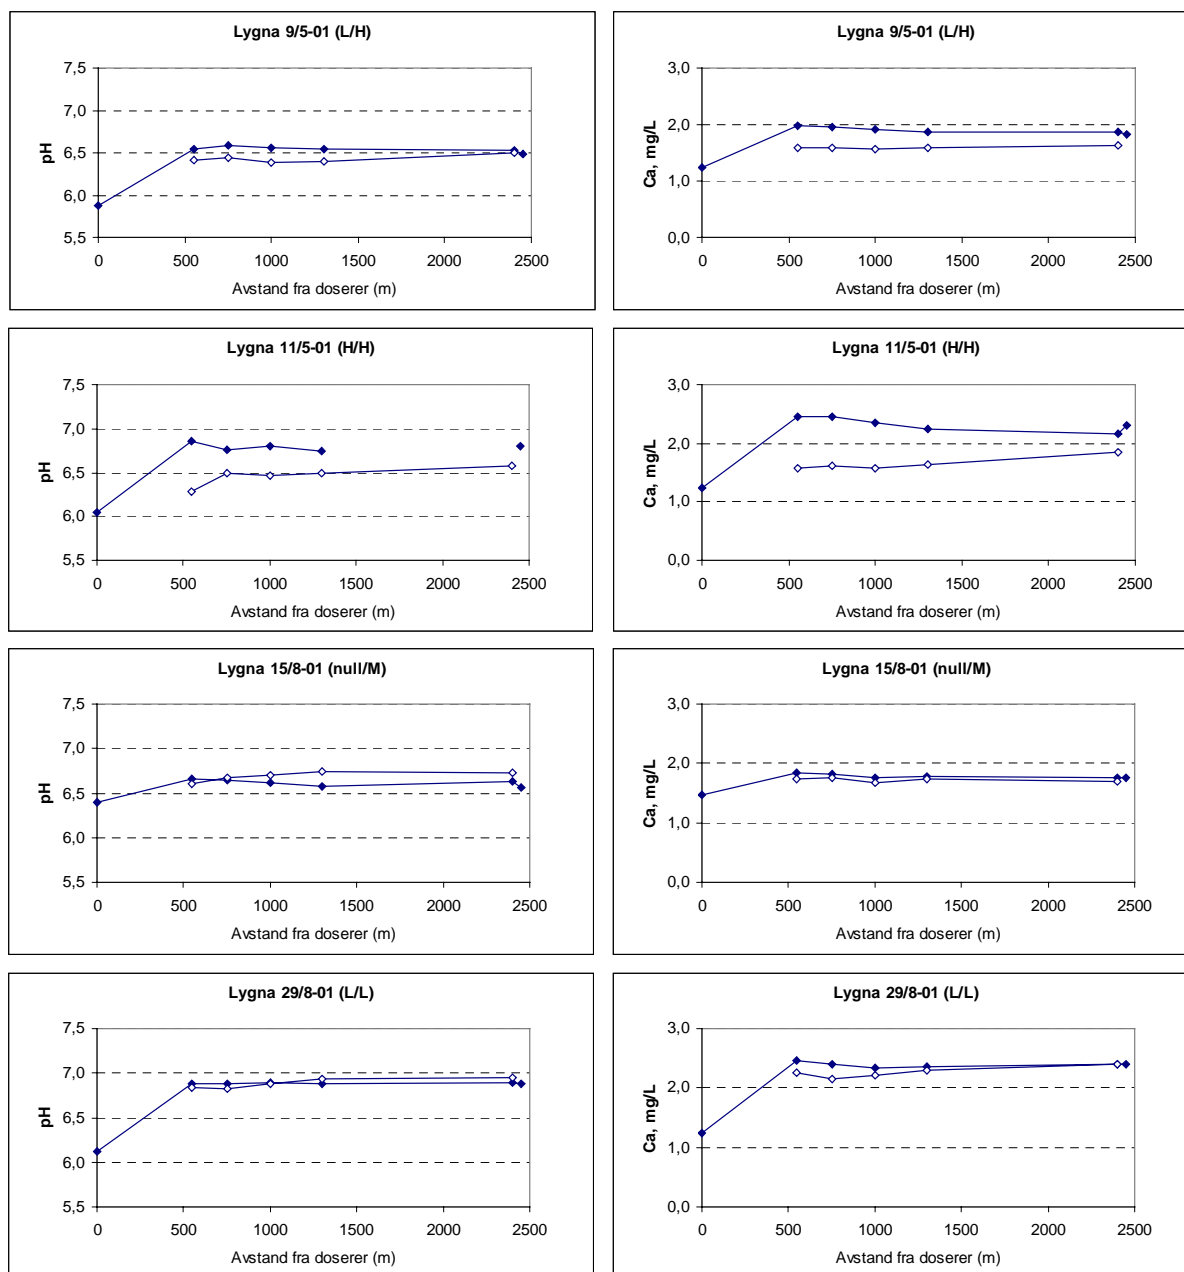 Lygna 9/5-01 (L/H)
7,5
7,0
6,5
6,0
5,5
pH
0 500 1000 1500 2000 2500
Avstand fra doserer (m)
Lygna 9/5-01 (L/H)
3,0
2,0
1,0
0,0
Ca, mg/L
0 500 1000 1500 2000 2500
Avstand fra doserer (m)
Lygna 11/5-01 (H/H)
7,5
7,0
6,5
6,0
5,5
pH
0 500 1000 1500 2000 2500
Avstand fra doserer (m)
Lygna 11/5-01 (H/H)
3,0
2,0
1,0
0,0
Ca, mg/L
0 500 1000 1500 2000 2500
Avstand fra doserer (m)
Lygna 15/8-01 (null/M)
7,5
7,0
6,5
6,0
5,5
pH
0 500 1000 1500 2000 2500
Avstand fra doserer (m)
Lygna 15/8-01 (null/M)
3,0
2,0
1,0
0,0
Ca, mg/L
0 500 1000 1500 2000 2500
Avstand fra doserer (m)
Lygna 29/8-01 (L/L)
7,5
7,0
6,5
6,0
5,5
pH
0 500 1000 1500 2000 2500
Avstand fra doserer (m)
Lygna 29/8-01 (L/L)
3,0
2,0
1,0
0,0
Ca, mg/L
0 500 1000 1500 2000 2500
Avstand fra doserer (m)